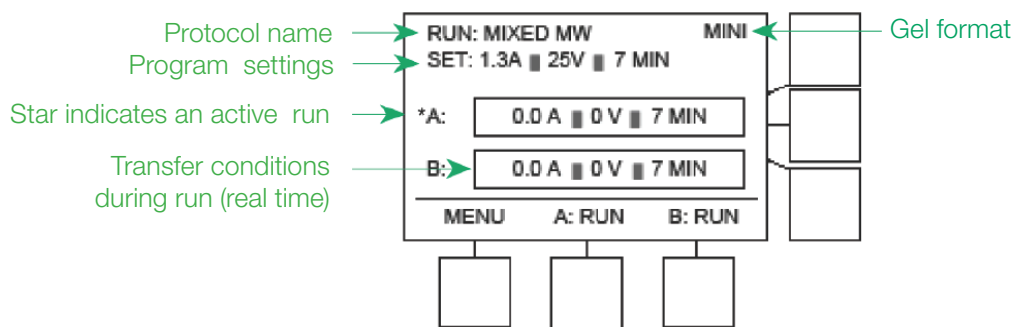 Protocol name
Program settings
Star indicates an active run
Transfer conditions
during run (real time)
RUN: MIXED MW MINI
SET: 1.3A 25V 7 MIN
*A: 0.0 A 0 V 7 MIN
B: 0.0 A 0 V 7 MIN
MENU A: RUN B: RUN
Gel format